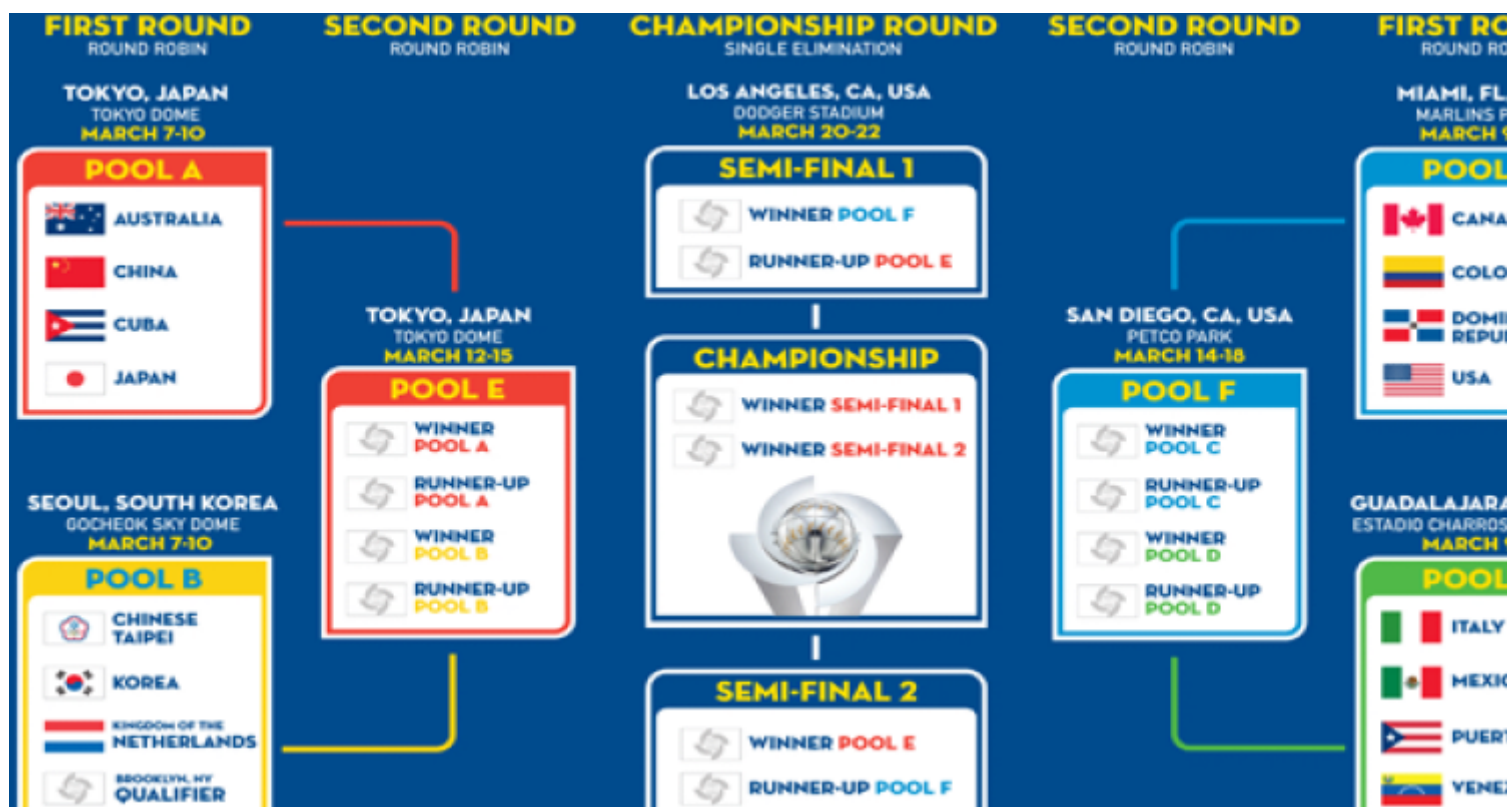 FIRST ROUND
ROUND ROBIN
TOKYO, JAPAN
TOKYO DOME
MARCH 7-10
POOL A
AUSTRALIA
CHINA
CUBA
JAPAN
SEOUL, SOUTH KOREA
GOCHEOK SKY DOME
MARCH 7-10
POOL B
CHINESE
TAIPEI
KOREA
KINGDOM OF THE
NETHERLANDS
BROOKLYN, NY
QUALIFIER
SECOND ROUND
ROUND ROBIN
TOKYO, JAPAN
TOKYO DOME
MARCH 12-15
POOL E
WINNER
POOL A
RUNNER-UP
POOL A
WINNER
POOL B
RUNNER-UP
POOL B
CHAMPIONSHIP ROUND
SINGLE ELIMINATION
LOS ANGELES, CA, USA
DODGER STADIUM
MARCH 20-22
SEMI-FINAL 1
WINNER POOL F
RUNNER-UP POOL E
CHAMPIONSHIP
WINNER SEMI-FINAL 1
WINNER SEMI-FINAL 2
SEMI-FINAL 2
WINNER POOL E
RUNNER-UP POOL F
SECOND ROUND
ROUND ROBIN
SAN DIEGO, CA, USA
PETCO PARK
MARCH 14-18
POOL F
WINNER
POOL C
RUNNER-UP
POOL C
WINNER
POOL D
RUNNER-UP
POOL D
FIRST RO
ROUND RO
MIAMI, FL
MARLINS P
MARCH
POOL
CANA
COLO
DOMI
REPU
USA
GUADALAJARA
ESTADIO CHARROS
MARCH
POOL
ITALY
MEXIC
PUERT
VENEZ